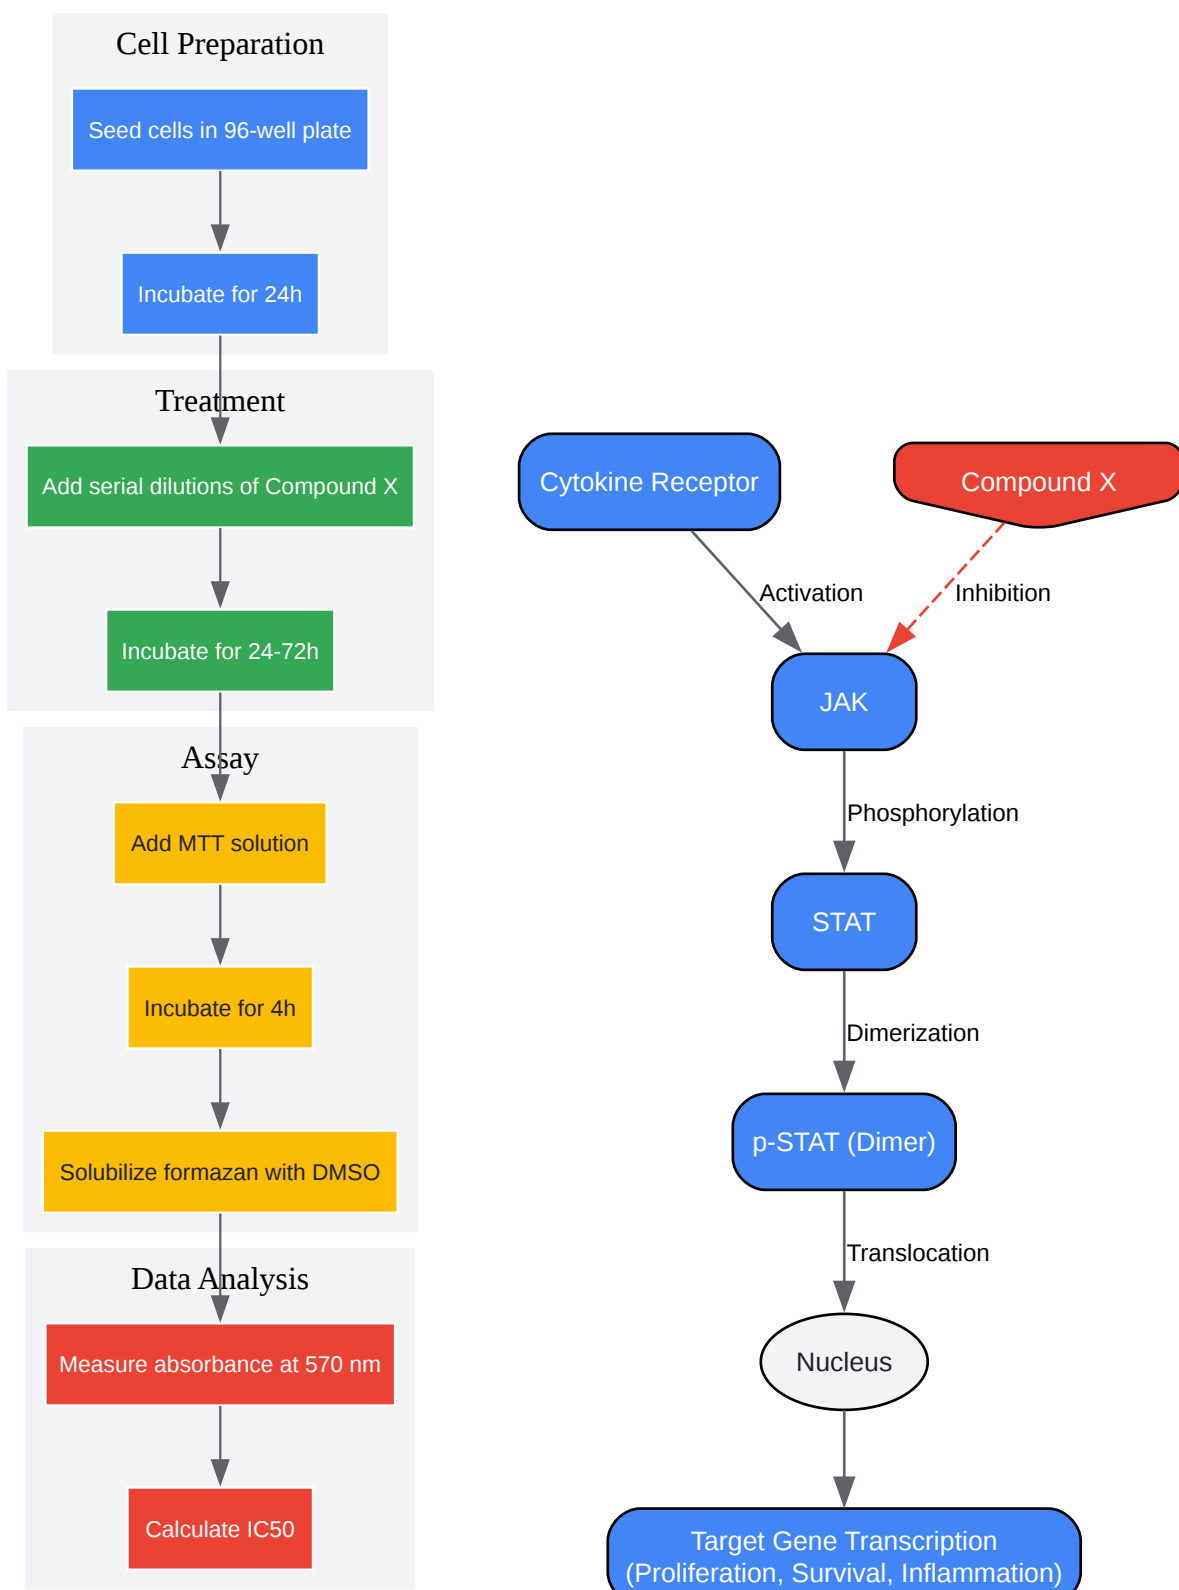 Cell Preparation
Seed cells in 96-well plate
Incubate for 24h
Treatment
Add serial dilutions of Compound X
Incubate for 24-72h
Assay
Add MTT solution
Incubate for 4h
Solubilize formazan with DMSO
Data Analysis
Measure absorbance at 570 nm
Calculate IC50
Cytokine Receptor
Compound X
Activation
Inhibition
JAK
Phosphorylation
STAT
Dimerization
p-STAT (Dimer)
Translocation
Nucleus
Target Gene Transcription
(Proliferation, Survival, Inflammation)